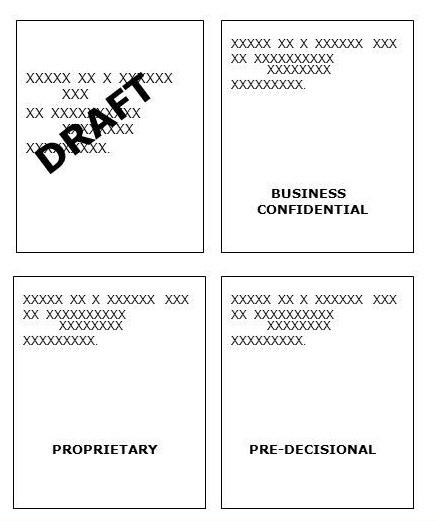 XXXXX XX X XXXXXX
XXX
XX XXXXXXXXXX
XXXXXXXX
XXXXXXXXX.
DRAFT
XXXXX XX X XXXXXX XXX
XX XXXXXXXXXX
XXXXXXXX
XXXXXXXXX.
BUSINESS
CONFIDENTIAL
XXXXX XX X XXXXXX XXX
XX XXXXXXXXXX
XXXXXXXX
XXXXXXXXX.
PROPRIETARY
XXXXX XX X XXXXXX XXX
XX XXXXXXXXXX
XXXXXXXX
XXXXXXXXX.
PRE-DECISIONAL